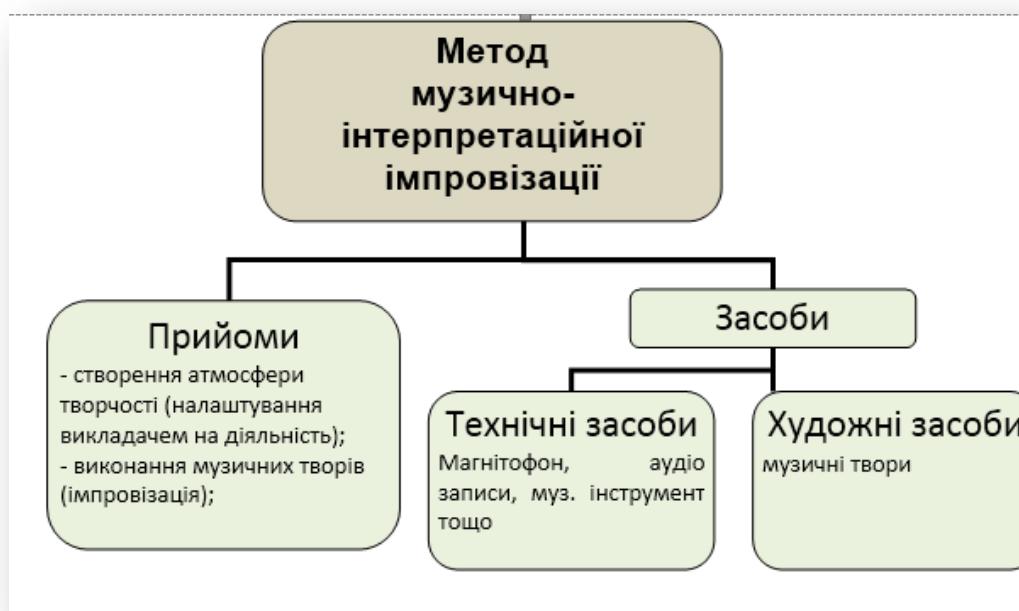 Метод
музично-
інтерпретаційної
імпровізації
Прийоми
- створення атмосфери
творчості (налаштування
викладачем на діяльність);
- виконання музичних творів
(імпровізація);
Засоби
Технічні засоби
Магнітофон, аудіо
записи, муз. інструмент
тощо
Художні засоби
музичні твори